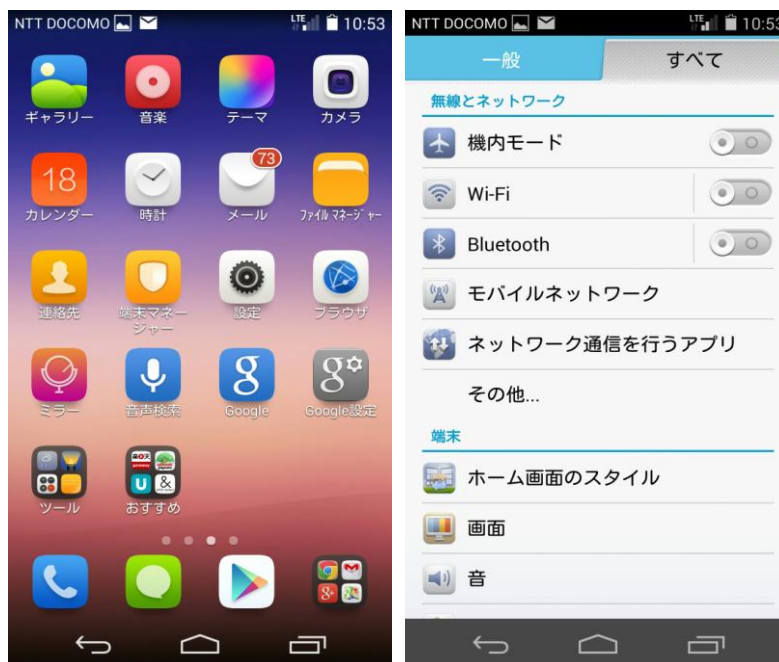 NTT DOCOMO LTE 10:53
ギャラリー
音楽
テーマ
カメラ
18
73
カレンダー
時計
メール
ファイル マネージャー
連絡先
端末マネージャー
設定
ブラウザ
ミラー
音声検索
g
Google
g
Google設定
ツール
U
&
おすすめ
NTT DOCOMO LTE 10:53
一般
すべて
無線とネットワーク
機内モード
Wi-Fi
Bluetooth
モバイルネットワーク
ネットワーク通信を行うアプリ
その他...
端末
ホーム画面のスタイル
画面
音